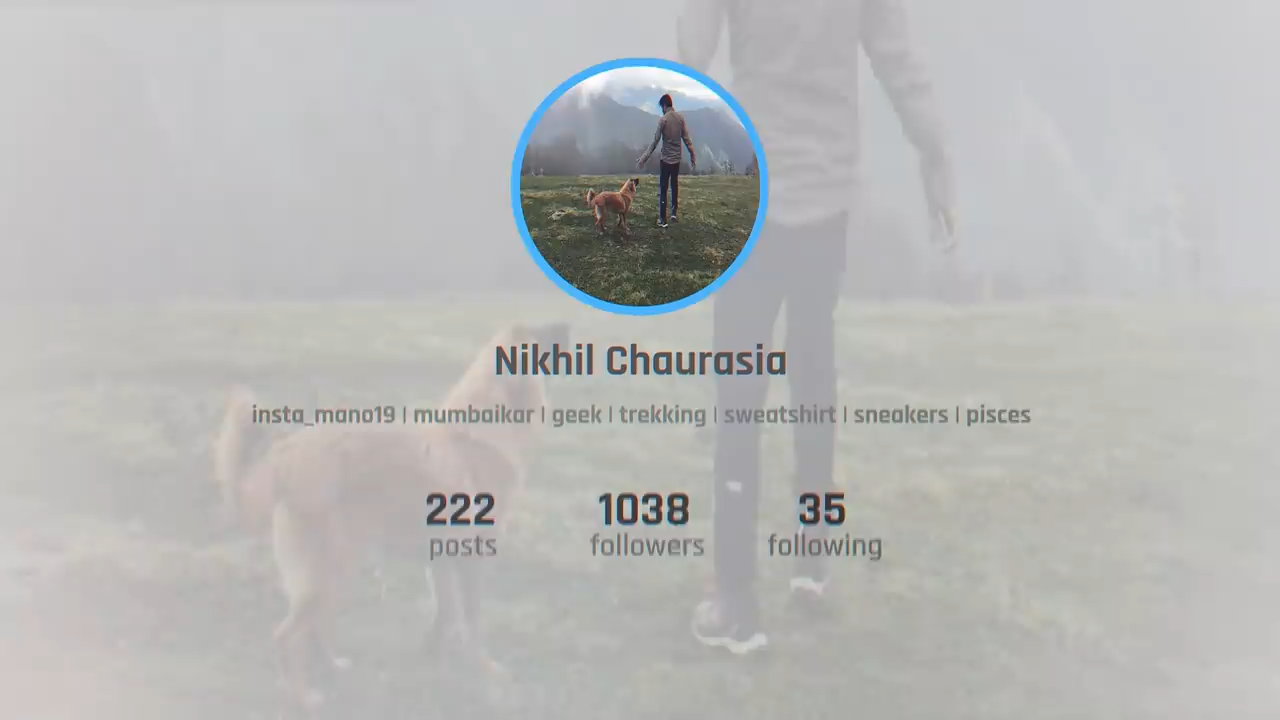 Nikhil Chaurasia
insta_mano19 | mumbaikar | geek | trekking | sweatshirt | sneakers | pisces
222 1038 35
posts followers following